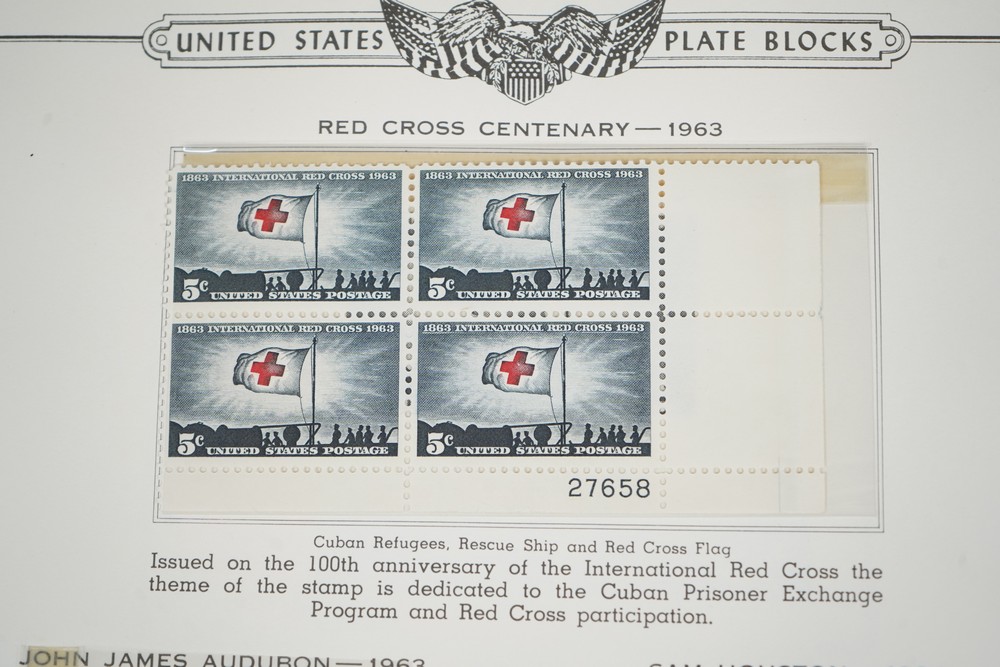 UNITED STATES PLATE BLOCKS
RED CROSS CENTENARY — 1963
1863 INTERNATIONAL RED CROSS 1963
5c UNITED STATES POSTAGE
1863 INTERNATIONAL RED CROSS 1963
5c UNITED STATES POSTAGE
1863 INTERNATIONAL RED CROSS 1963
5c UNITED STATES POSTAGE
1863 INTERNATIONAL RED CROSS 1963
5c UNITED STATES POSTAGE
27658
Cuban Refugees, Rescue Ship and Red Cross Flag
Issued on the 100th anniversary of the International Red Cross the
theme of the stamp is dedicated to the Cuban Prisoner Exchange
Program and Red Cross participation.
JOHN JAMES AUDUBON — 1963
SAM HOUSTON